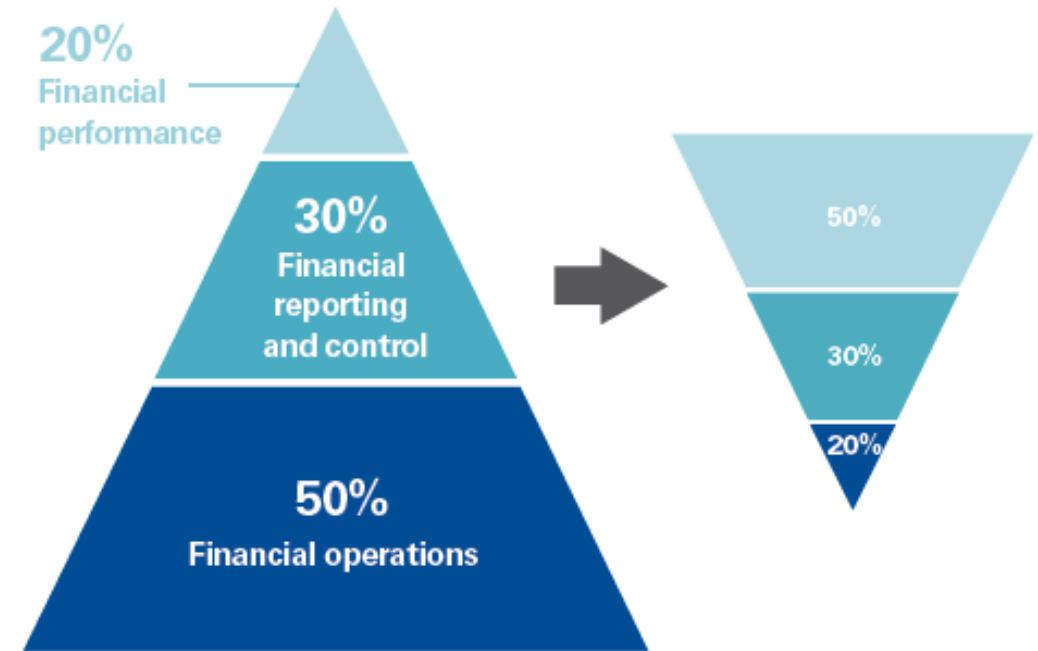 20%
Financial
performance
30%
Financial
reporting
and control
50%
Financial operations
50%
30%
20%